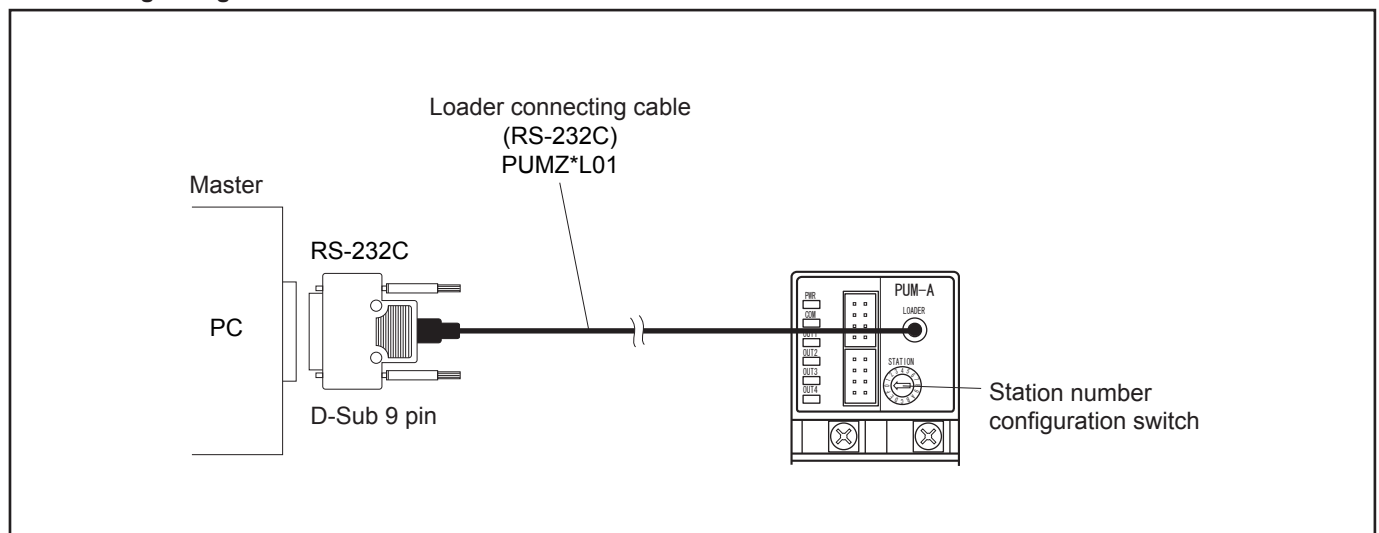 Loader connecting cable
(RS-232C)
PUMZ*L01
Master
RS-232C
PC
D-Sub 9 pin
PUM-A
LOADER
PWR
COM
OUT1
OUT2
OUT3
OUT4
STATION
Station number
configuration switch